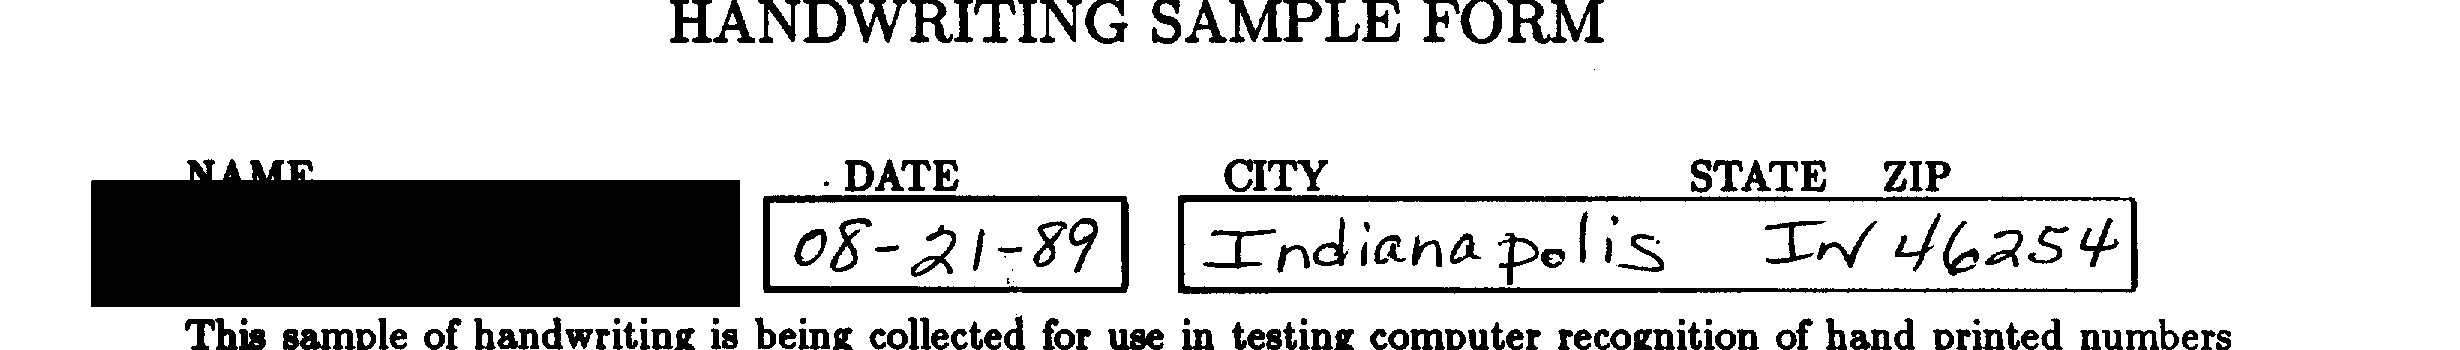 HANDWRITING SAMPLE FORM
NAME DATE CITY STATE ZIP
08-21-89 Indianapolis IN 46254
This sample of handwriting is being collected for use in testing computer recognition of hand printed numbers